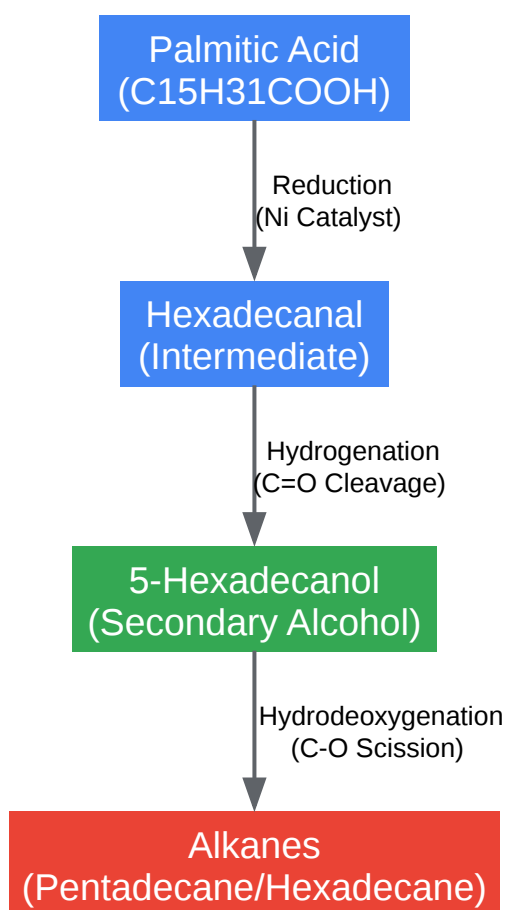 Palmitic Acid
(C15H31COOH)
Reduction
(Ni Catalyst)
Hexadecanal
(Intermediate)
Hydrogenation
(C=O Cleavage)
5-Hexadecanol
(Secondary Alcohol)
Hydrodeoxygenation
(C-O Scission)
Alkanes
(Pentadecane/Hexadecane)